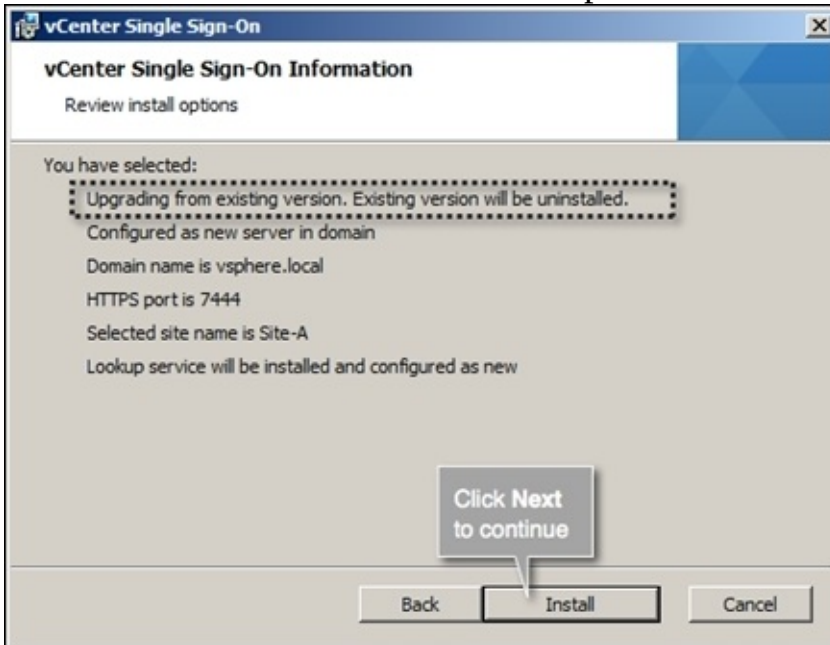 vCenter Single Sign-On
vCenter Single Sign-On Information
Review install options
You have selected:
Upgrading from existing version. Existing version will be uninstalled.
Configured as new server in domain
Domain name is vsphere.local
HTTPS port is 7444
Selected site name is Site-A
Lookup service will be installed and configured as new
Click Next
to continue
Back
Install
Cancel